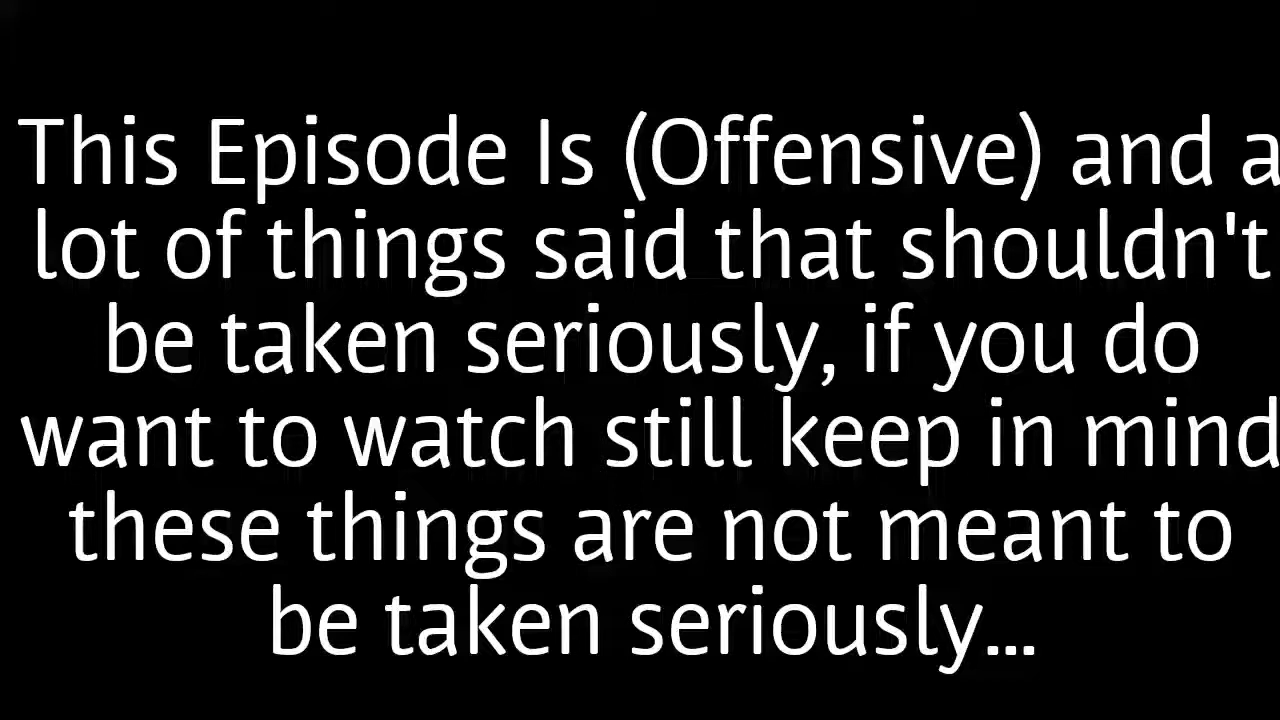 This Episode Is (Offensive) and a
lot of things said that shouldn't
be taken seriously, if you do
want to watch still keep in mind
these things are not meant to
be taken seriously...